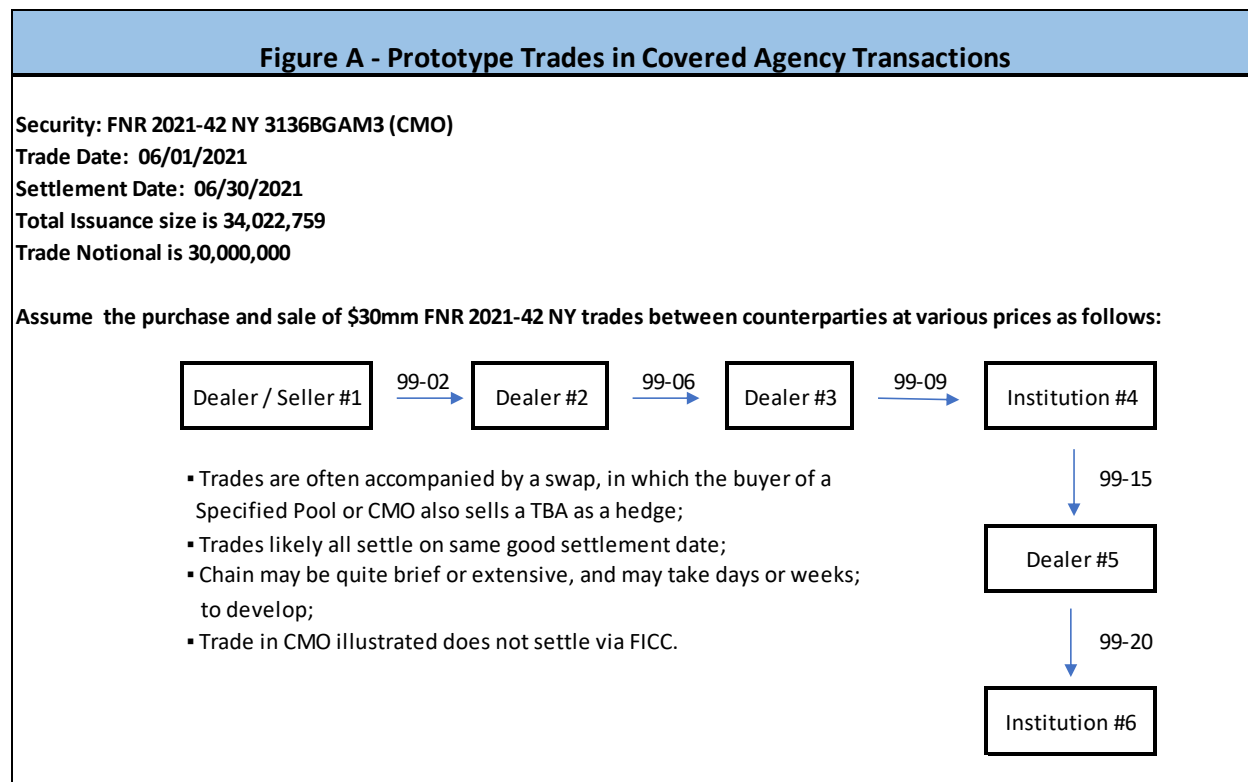 Figure A - Prototype Trades in Covered Agency Transactions
Security: FNR 2021-42 NY 3136BGAM3 (CMO)
Trade Date: 06/01/2021
Settlement Date: 06/30/2021
Total Issuance size is 34,022,759
Trade Notional is 30,000,000
Assume the purchase and sale of $30mm FNR 2021-42 NY trades between counterparties at various prices as follows:
Dealer / Seller #1
99-02
Dealer #2
99-06
Dealer #3
99-09
Institution #4
▪ Trades are often accompanied by a swap, in which the buyer of a
Specified Pool or CMO also sells a TBA as a hedge;
▪ Trades likely all settle on same good settlement date;
▪ Chain may be quite brief or extensive, and may take days or weeks;
to develop;
▪ Trade in CMO illustrated does not settle via FICC.
99-15
Dealer #5
99-20
Institution #6